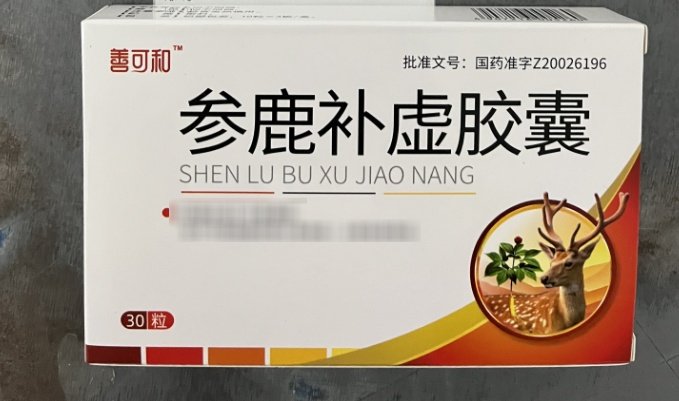 善可和™
批准文号：国药准字Z20026196
参鹿补虚胶囊
SHEN LU BU XU JIAO NANG
30粒